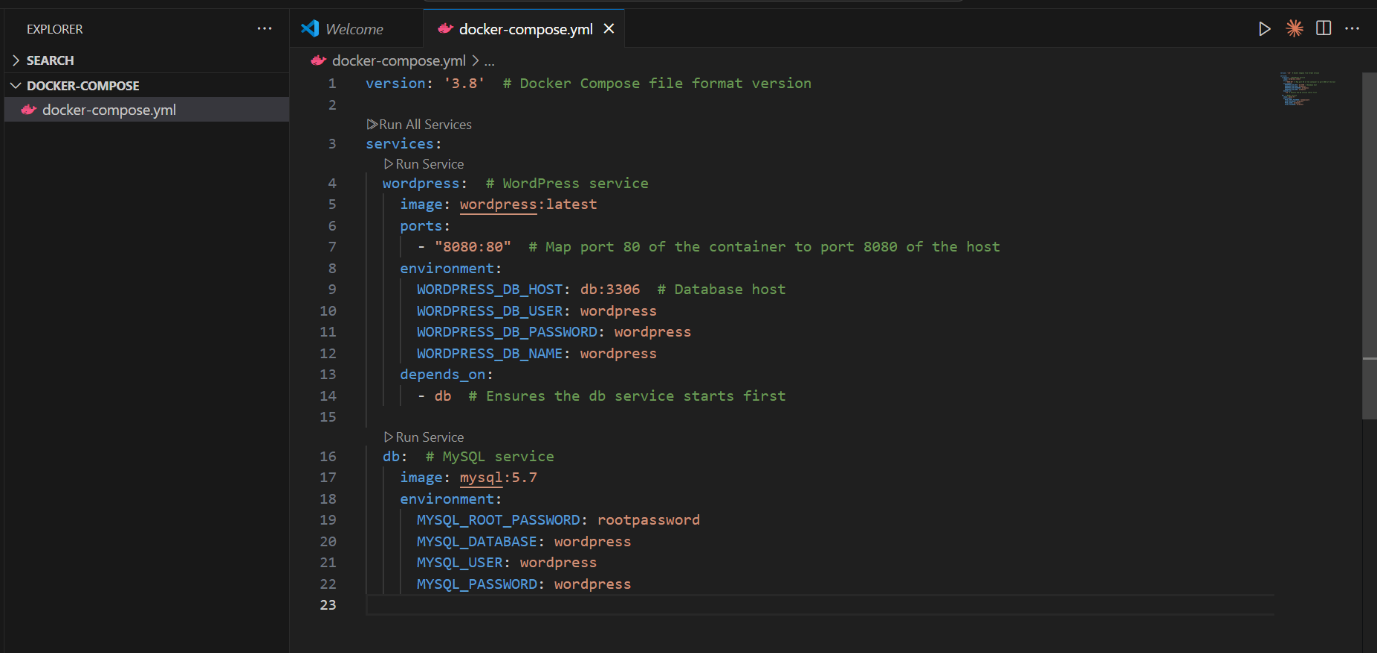 EXPLORER
SEARCH
DOCKER-COMPOSE
docker-compose.yml
Welcome
docker-compose.yml
docker-compose.yml > ...
1 version: '3.8'  # Docker Compose file format version
2
Run All Services
3 services:
Run Service
4   wordpress:  # WordPress service
5     image: wordpress:latest
6     ports:
7       - "8080:80"  # Map port 80 of the container to port 8080 of the host
8     environment:
9       WORDPRESS_DB_HOST: db:3306  # Database host
10       WORDPRESS_DB_USER: wordpress
11       WORDPRESS_DB_PASSWORD: wordpress
12       WORDPRESS_DB_NAME: wordpress
13     depends_on:
14       - db  # Ensures the db service starts first
15
Run Service
16   db:  # MySQL service
17     image: mysql:5.7
18     environment:
19       MYSQL_ROOT_PASSWORD: rootpassword
20       MYSQL_DATABASE: wordpress
21       MYSQL_USER: wordpress
22       MYSQL_PASSWORD: wordpress
23